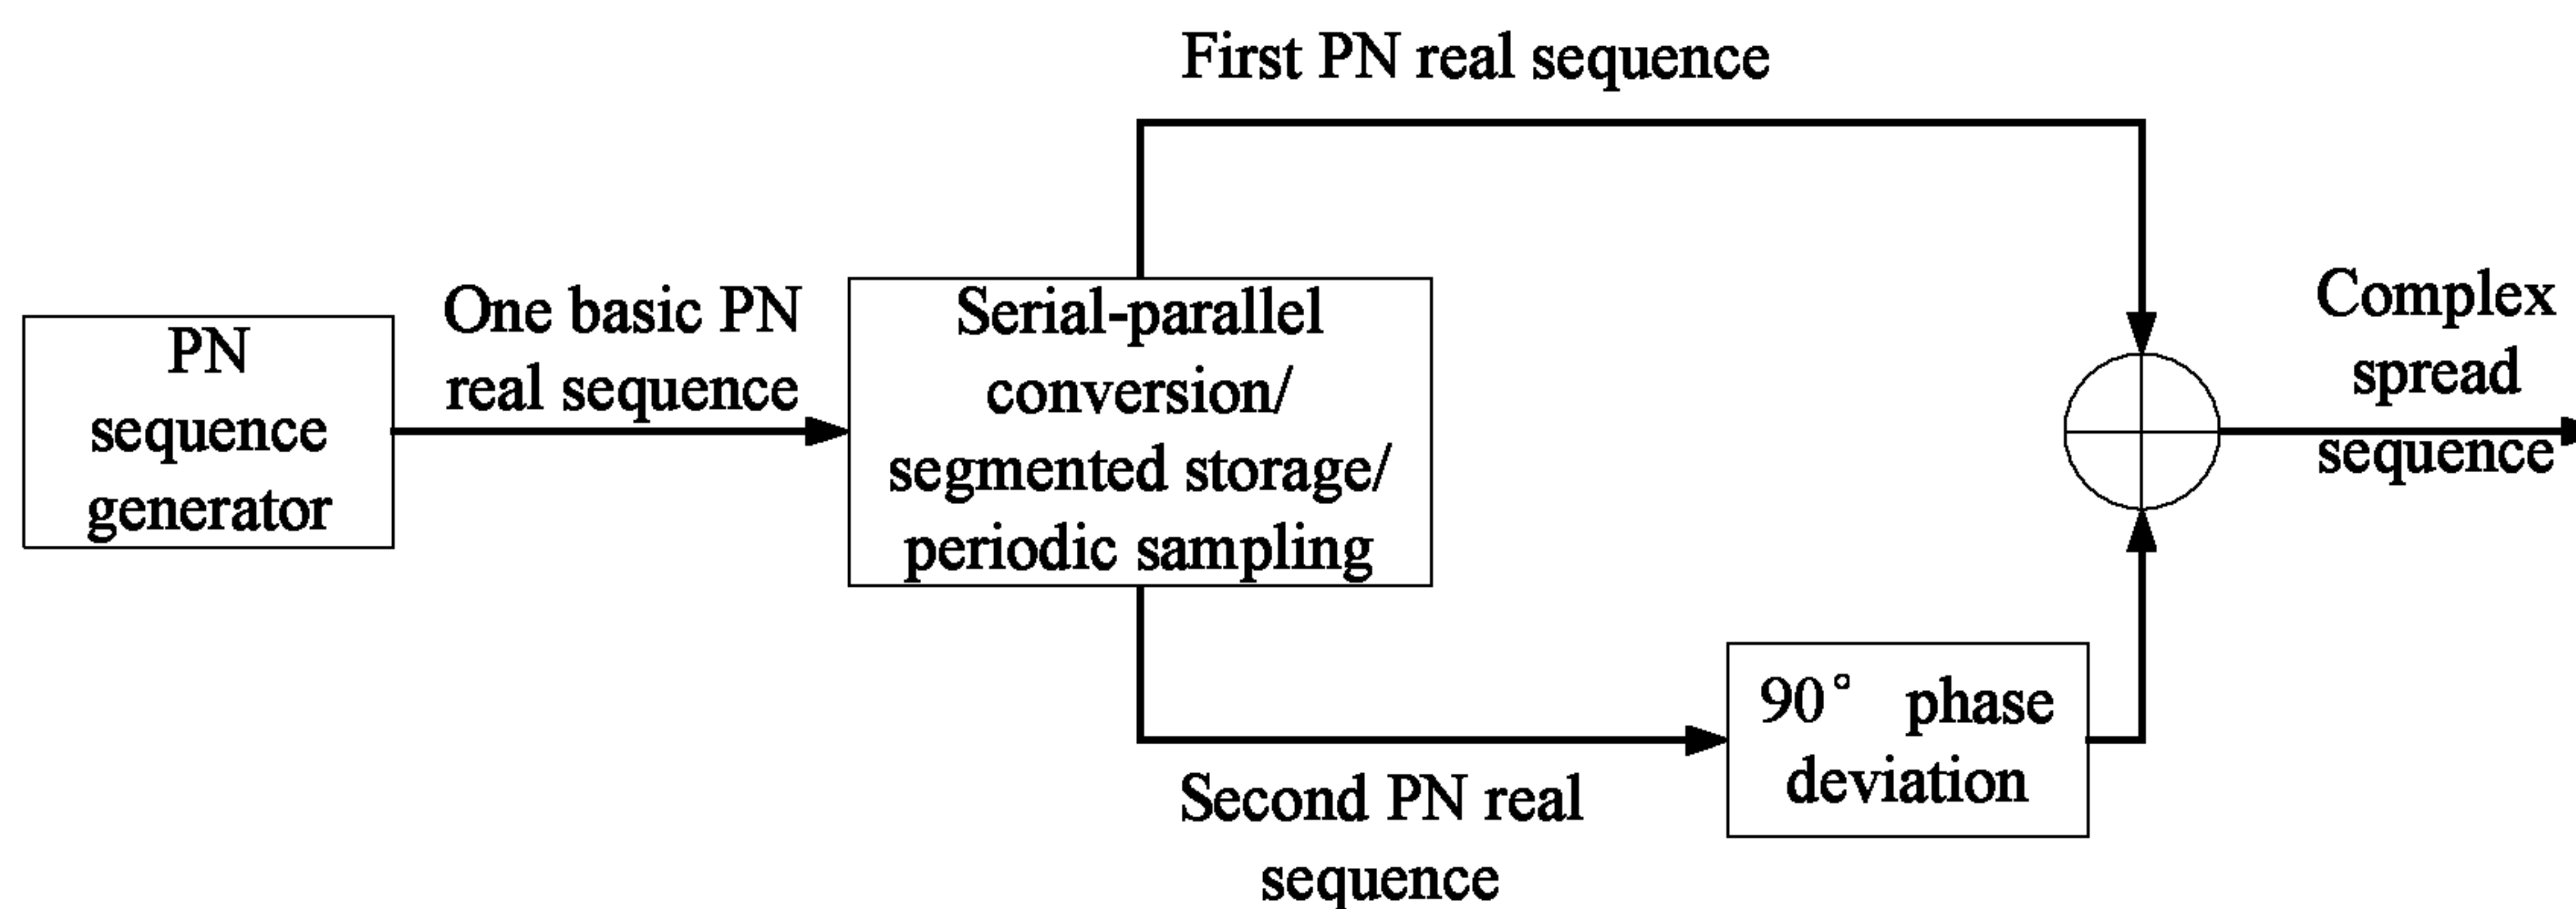 First PN real sequence
PN
sequence
generator
One basic PN
real sequence
Serial-parallel
conversion/
segmented storage/
periodic sampling
Complex
spread
sequence
90° phase
deviation
Second PN real
sequence